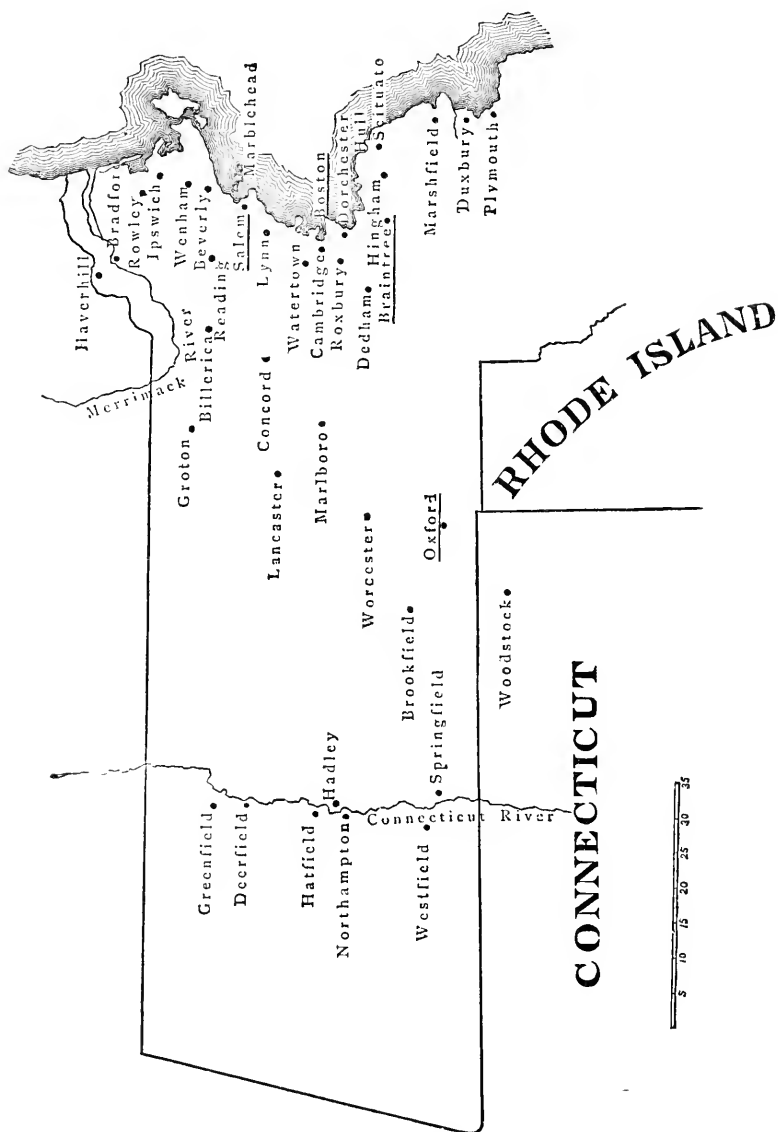 Haverhill
Bradford
Rowley
Ipswich
Wenham
Beverly
Salem
Marblehead
Merrimack River
Groton
Billerica
Reading
Lynn
Concord
Lancaster
Watertown
Boston
Cambridge
Dorchester
Roxbury
Hull
Marlboro
Dedham
Hingham
Scituato
Braintree
Worcester
Marshfield
Duxbury
Plymouth
Oxford
Brookfield
Springfield
Woodstock
Greenfield
Deerfield
Hatfield
Hadley
Northampton
Westfield
Connecticut River
RHODE ISLAND
CONNECTICUT
5 10 15 20 25 30 35